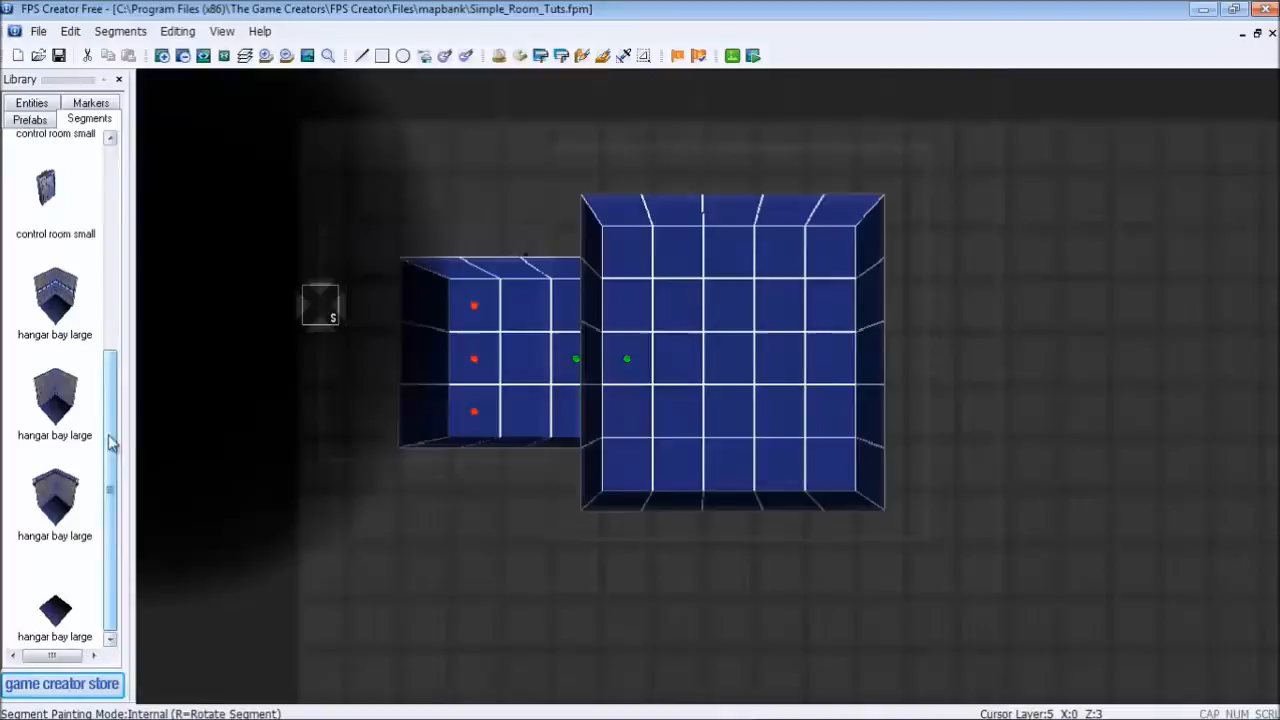 FPS Creator Free - [C:\Program Files (x86)\The Game Creators\FPS Creator\Files\mapbank\Simple_Room_Tuts.fpm]
File Edit Segments Editing View Help
Library
Entities Markers
Prefabs Segments
control room small
control room small
hangar bay large
hangar bay large
hangar bay large
hangar bay large
S
game creator store
Segment Painting Mode:Internal (R=Rotate Segment) Cursor Layer:5 X:0 Z:3 CAP NUM SCRL